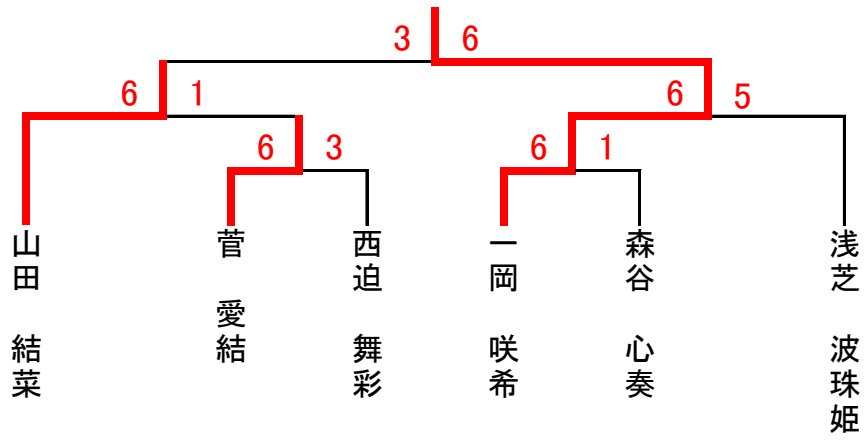 3 6
6 1 6 5
6 3 6 1
山田 結菜
菅 愛結
西迫 舞彩
一岡 咲希
森谷 心奏
浅芝 波珠姫